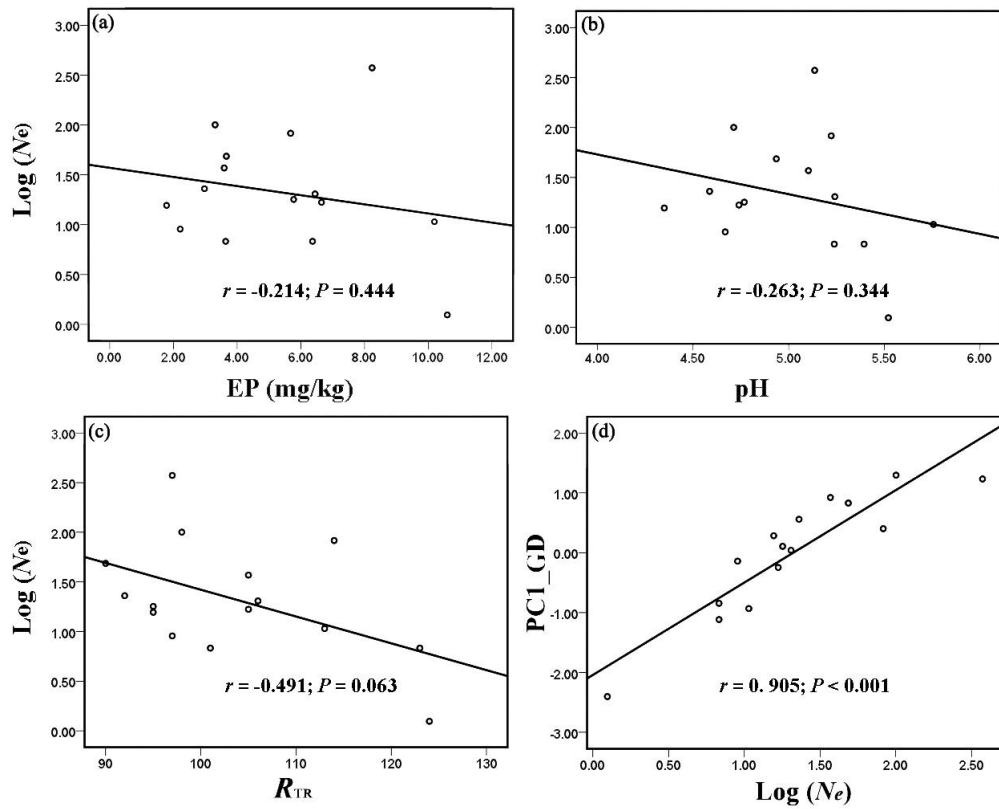 (a)
3.00
2.50
2.00
1.50
1.00
0.50
0.00
Log (Ne)
r = -0.214; P = 0.444
0.00 2.00 4.00 6.00 8.00 10.00 12.00
EP (mg/kg)
(b)
3.00
2.50
2.00
1.50
1.00
0.50
0.00
r = -0.263; P = 0.344
4.00 4.50 5.00 5.50 6.00
pH
(c)
3.00
2.50
2.00
1.50
1.00
0.50
0.00
Log (Ne)
r = -0.491; P = 0.063
90 100 110 120 130
RTR
(d)
2.00
1.00
0.00
-1.00
-2.00
-3.00
PC1_GD
r = 0. 905; P < 0.001
0.00 0.50 1.00 1.50 2.00 2.50
Log (Ne)